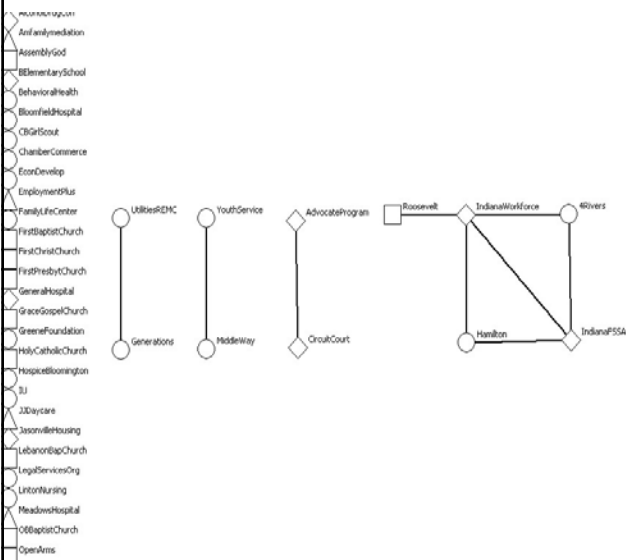 Amfamilymediation
AssemblyGod
BElementarySchool
BehavioralHealth
BloomfieldHospital
CBGirlScout
ChamberCommerce
EconDevelop
EmploymentPlus
FamilyLifeCenter
FirstBaptistChurch
FirstChristChurch
FirstPresbytChurch
GeneralHospital
GraceGospelChurch
GreeneFoundation
HolyCatholicChurch
HospiceBloomington
IU
JJDaycare
JasonvilleHousing
LebanonBapChurch
LegalServicesOrg
LintonNursing
MeadowsHospital
OBBaptistChurch
OpenArms
UtilitiesREMC
Generations
YouthService
MiddleWay
AdvocateProgram
CircuitCourt
Roosevelt
IndianaWorkforce
4Rivers
Hamilton
IndianaFSSA